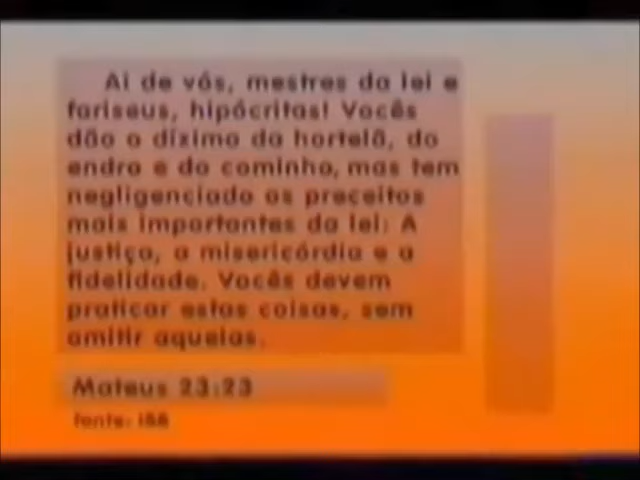 Ai de vós, mestres da lei e
fariseus, hipócritas! Vocês
dão o dízimo da hortelã, do
endro e do cominho, mas tem
negligenciado os preceitos
mais importantes da lei: A
justiça, a misericórdia e a
fidelidade. Vocês devem
praticar estas coisas, sem
omitir aquelas.
Mateus 23:23
fonte: IBB